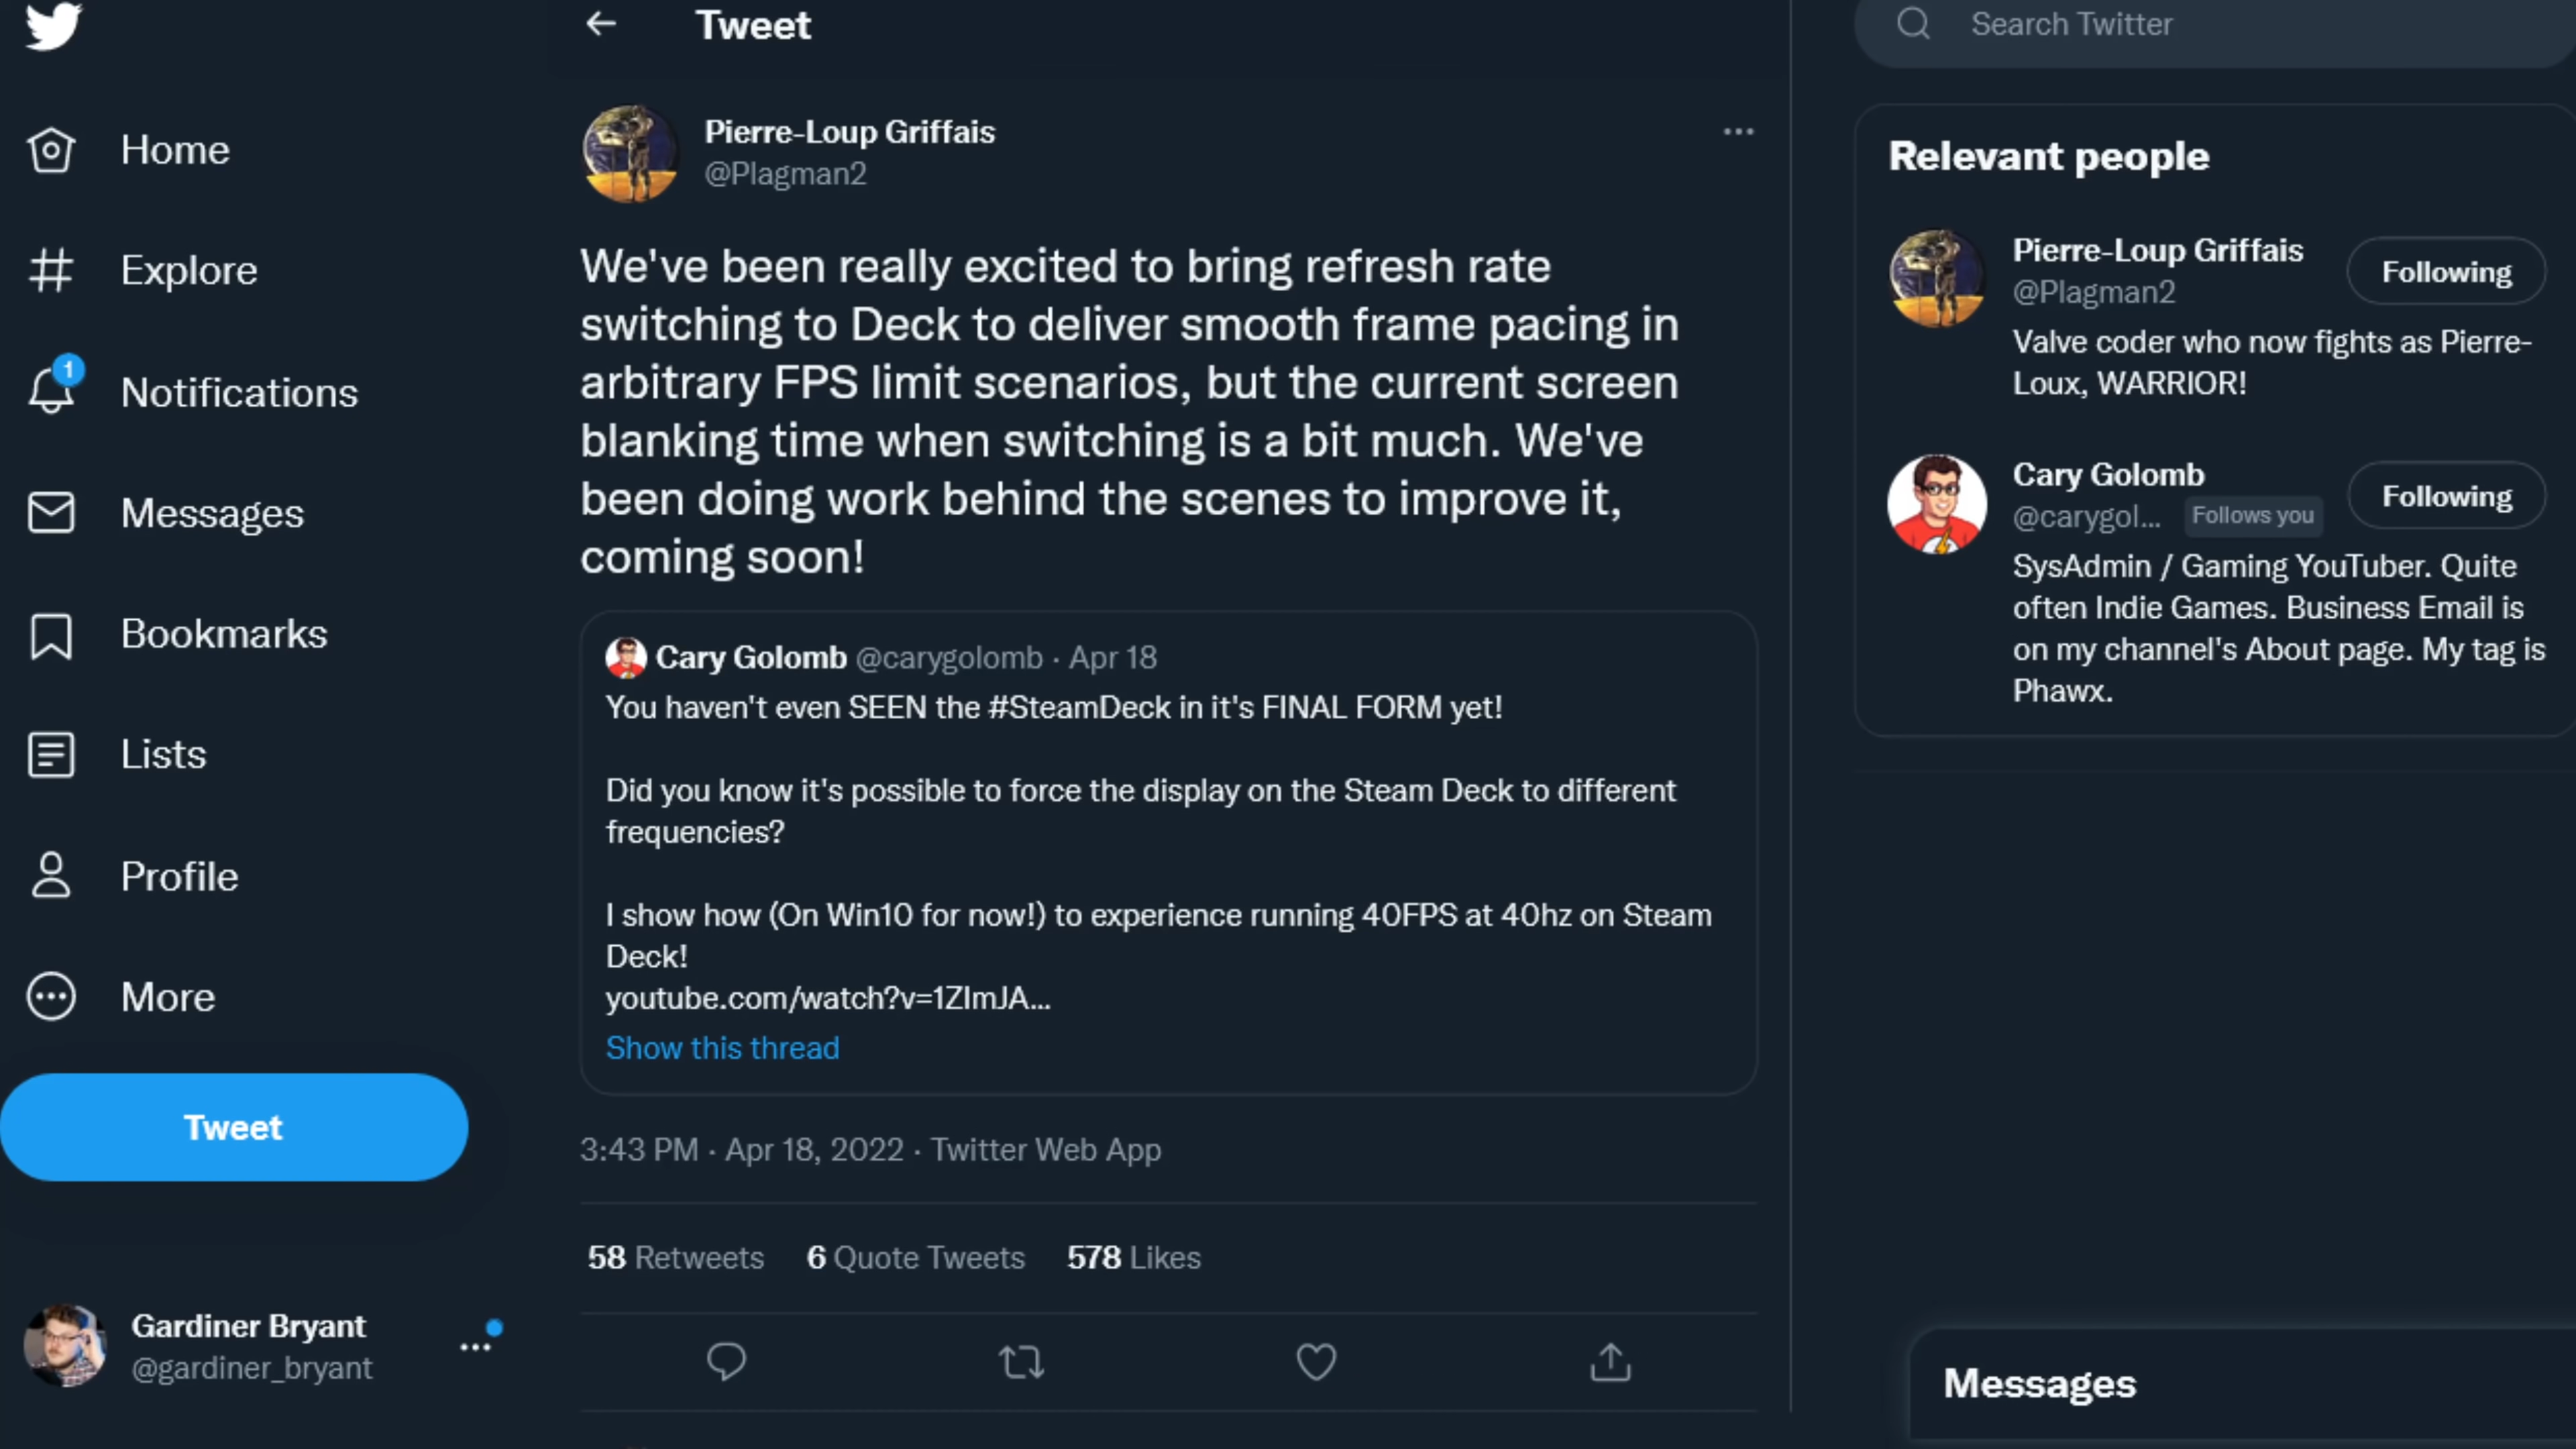 Home
Explore
1
Notifications
Messages
Bookmarks
Lists
Profile
More
Tweet
Gardiner Bryant
@gardiner_bryant
Tweet
Pierre-Loup Griffais
@Plagman2
We've been really excited to bring refresh rate
switching to Deck to deliver smooth frame pacing in
arbitrary FPS limit scenarios, but the current screen
blanking time when switching is a bit much. We've
been doing work behind the scenes to improve it,
coming soon!
Cary Golomb @carygolomb · Apr 18
You haven't even SEEN the #SteamDeck in it's FINAL FORM yet!
Did you know it's possible to force the display on the Steam Deck to different
frequencies?
I show how (On Win10 for now!) to experience running 40FPS at 40hz on Steam
Deck!
youtube.com/watch?v=1ZImJA...
Show this thread
3:43 PM · Apr 18, 2022 · Twitter Web App
58 Retweets 6 Quote Tweets 578 Likes
Search Twitter
Relevant people
Pierre-Loup Griffais
@Plagman2
Following
Valve coder who now fights as Pierre-
Loux, WARRIOR!
Cary Golomb
@carygol... Follows you
Following
SysAdmin / Gaming YouTuber. Quite
often Indie Games. Business Email is
on my channel's About page. My tag is
Phawx.
Messages